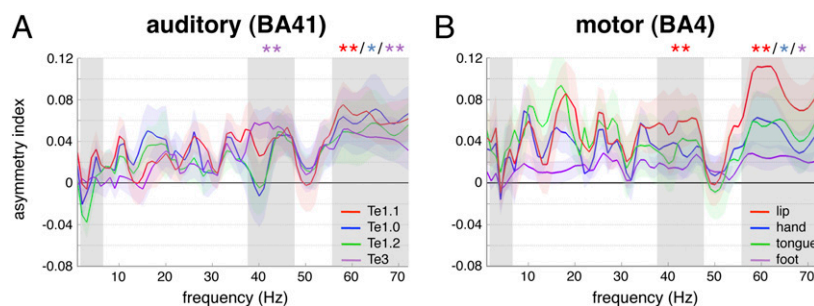 A auditory (BA41)
** **/*/**
asymmetry index
0.12
0.08
0.04
0
-0.04
-0.08
10 20 30 40 50 60 70
frequency (Hz)
Te1.1
Te1.0
Te1.2
Te3
B motor (BA4)
** **/*/*
0.12
0.08
0.04
0
-0.04
-0.08
10 20 30 40 50 60 70
frequency (Hz)
lip
hand
tongue
foot